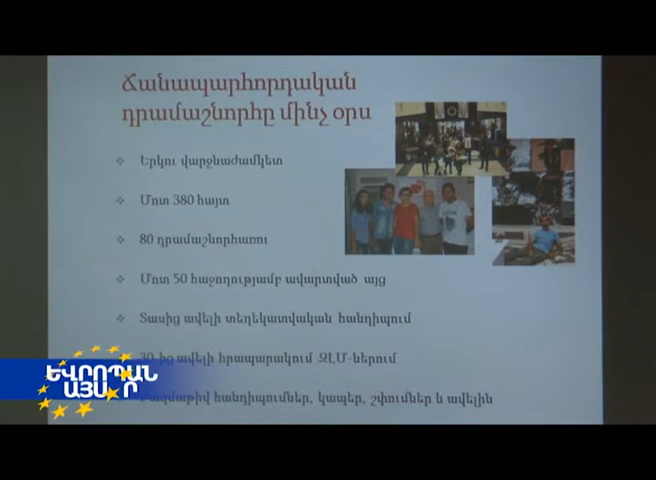 Ճանապարհորդական
դրամաշնորհը մինչ օրս
Երկու վարջնաժամկետ
Մոտ 380 հայտ
80 դրամաշնորհառու
Մոտ 50 հաջողությամբ ավարտված այց
Տասից ավելի տեղեկատվական հանդիպում
30-ից ավելի հրապարակում ԶԼՄ-ներում
Բազմաթիվ հանդիպումներ, կապեր, շփումներ և ավելին
ԵՎՐՈՊԱՆ
ԱՅՍՕՐ